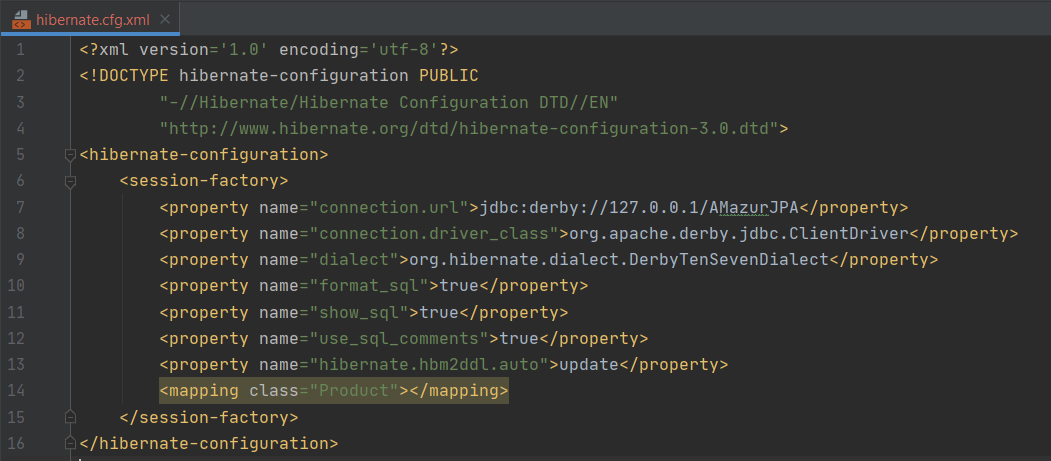 hibernate.cfg.xml
1 <?xml version='1.0' encoding='utf-8'?>
2 <!DOCTYPE hibernate-configuration PUBLIC
3 "-//Hibernate/Hibernate Configuration DTD//EN"
4 "http://www.hibernate.org/dtd/hibernate-configuration-3.0.dtd">
5 <hibernate-configuration>
6 <session-factory>
7 <property name="connection.url">jdbc:derby://127.0.0.1/AMazurJPA</property>
8 <property name="connection.driver_class">org.apache.derby.jdbc.ClientDriver</property>
9 <property name="dialect">org.hibernate.dialect.DerbyTenSevenDialect</property>
10 <property name="format_sql">true</property>
11 <property name="show_sql">true</property>
12 <property name="use_sql_comments">true</property>
13 <property name="hibernate.hbm2ddl.auto">update</property>
14 <mapping class="Product"></mapping>
15 </session-factory>
16 </hibernate-configuration>